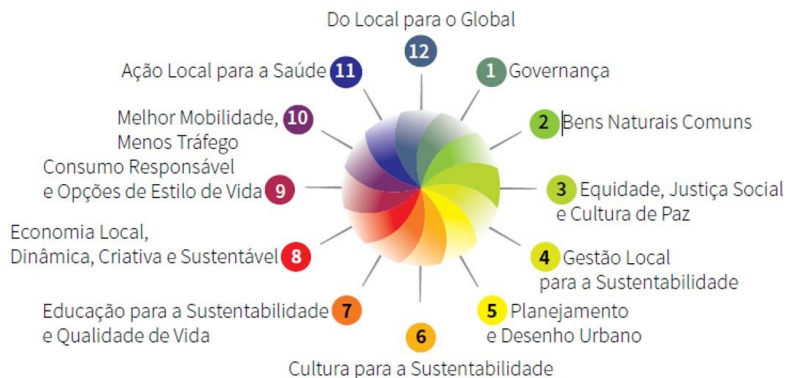 Do Local para o Global
12
1 Governança
2 Bens Naturais Comuns
3 Equidade, Justiça Social
e Cultura de Paz
4 Gestão Local
para a Sustentabilidade
5 Planejamento
e Desenho Urbano
6
Cultura para a Sustentabilidade
Educação para a Sustentabilidade 7
e Qualidade de Vida
Economia Local,
Dinâmica, Criativa e Sustentável 8
Consumo Responsável
e Opções de Estilo de Vida 9
Melhor Mobilidade, 10
Menos Tráfego
Ação Local para a Saúde 11